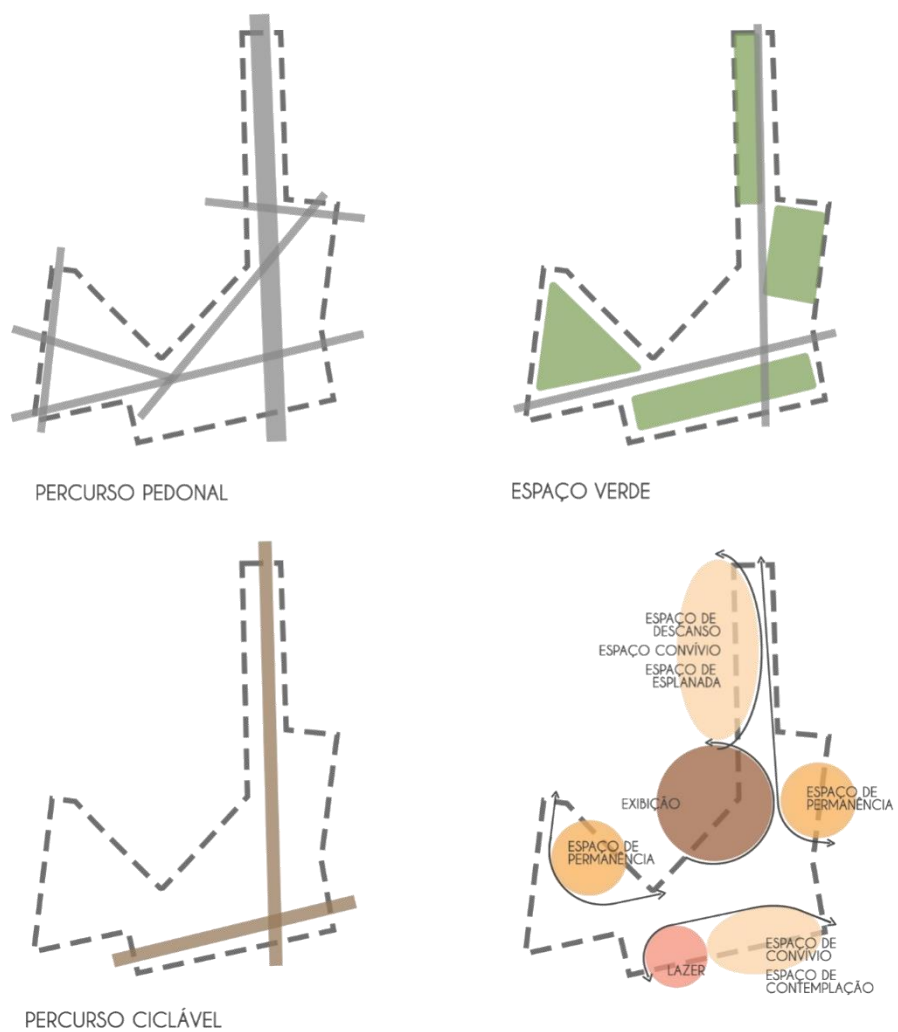 PERCURSO PEDONAL
ESPAÇO VERDE
ESPAÇO DE
DESCANSO
ESPAÇO CONVÍVIO
ESPAÇO DE
ESPLANADA
EXIBIÇÃO
ESPAÇO DE
PERMANÊNCIA
ESPAÇO DE
PERMANÊNCIA
LAZER
ESPAÇO DE
CONVÍVIO
ESPAÇO DE
CONTEMPLAÇÃO
PERCURSO CICLÁVEL